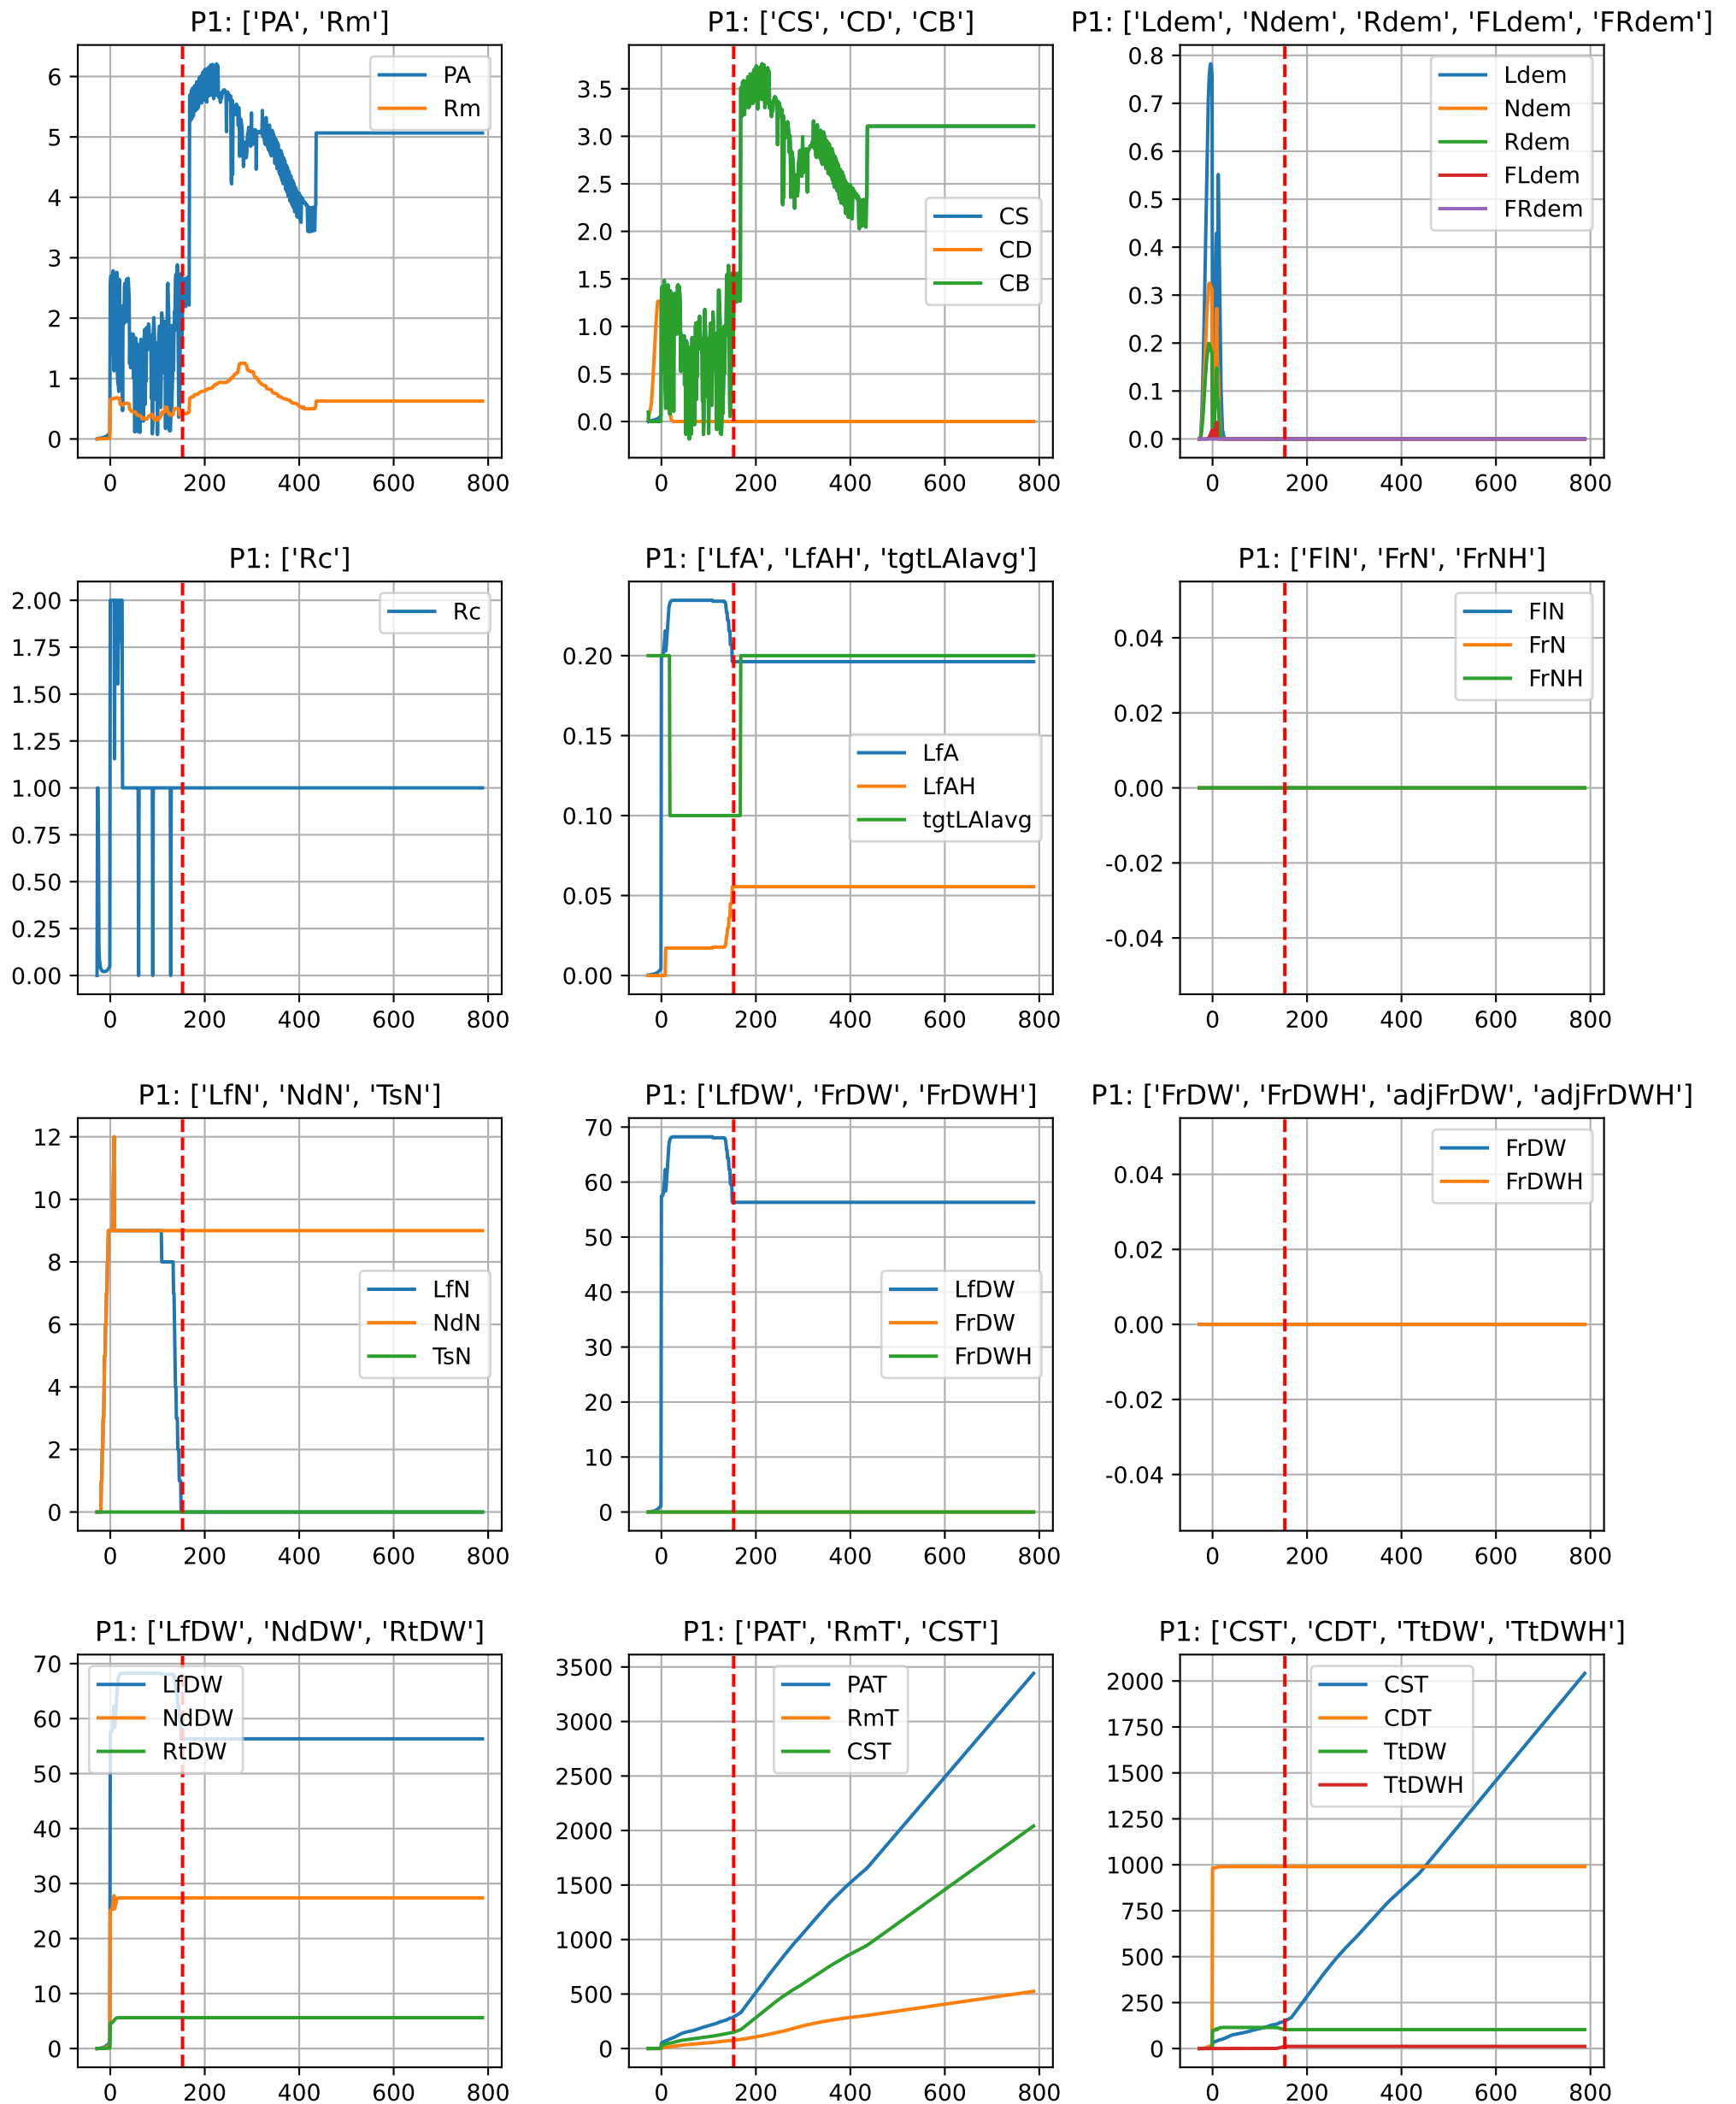 P1: ['PA', 'Rm']
P1: ['CS', 'CD', 'CB']
P1: ['Ldem', 'Ndem', 'Rdem', 'FLdem', 'FRdem']
6
5
4
3
2
1
0
PA
Rm
0 200 400 600 800
3.5
3.0
2.5
2.0
1.5
1.0
0.5
0.0
CS
CD
CB
0 200 400 600 800
0.8
0.7
0.6
0.5
0.4
0.3
0.2
0.1
0.0
Ldem
Ndem
Rdem
FLdem
FRdem
0 200 400 600 800
P1: ['Rc']
P1: ['LfA', 'LfAH', 'tgtLAIavg']
P1: ['FlN', 'FrN', 'FrNH']
2.00
1.75
1.50
1.25
1.00
0.75
0.50
0.25
0.00
Rc
0 200 400 600 800
0.20
0.15
0.10
0.05
0.00
LfA
LfAH
tgtLAIavg
0 200 400 600 800
0.04
0.02
0.00
-0.02
-0.04
FlN
FrN
FrNH
0 200 400 600 800
P1: ['LfN', 'NdN', 'TsN']
P1: ['LfDW', 'FrDW', 'FrDWH']
P1: ['FrDW', 'FrDWH', 'adjFrDW', 'adjFrDWH']
12
10
8
6
4
2
0
LfN
NdN
TsN
0 200 400 600 800
70
60
50
40
30
20
10
0
LfDW
FrDW
FrDWH
0 200 400 600 800
0.04
0.02
0.00
-0.02
-0.04
FrDW
FrDWH
0 200 400 600 800
P1: ['LfDW', 'NdDW', 'RtDW']
P1: ['PAT', 'RmT', 'CST']
P1: ['CST', 'CDT', 'TtDW', 'TtDWH']
70
60
50
40
30
20
10
0
LfDW
NdDW
RtDW
0 200 400 600 800
3500
3000
2500
2000
1500
1000
500
0
PAT
RmT
CST
0 200 400 600 800
2000
1750
1500
1250
1000
750
500
250
0
CST
CDT
TtDW
TtDWH
0 200 400 600 800